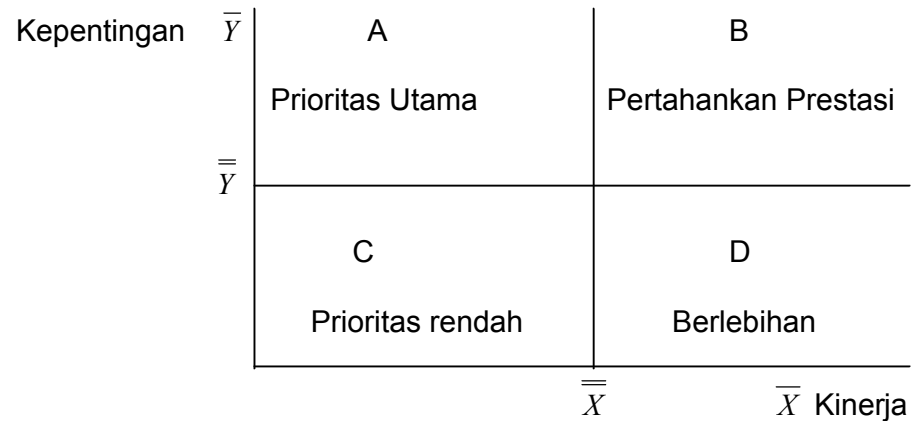 Kepentingan Y̅ A B
Prioritas Utama Pertahankan Prestasi
Y̿
C D
Prioritas rendah Berlebihan
X̿ X̅ Kinerja